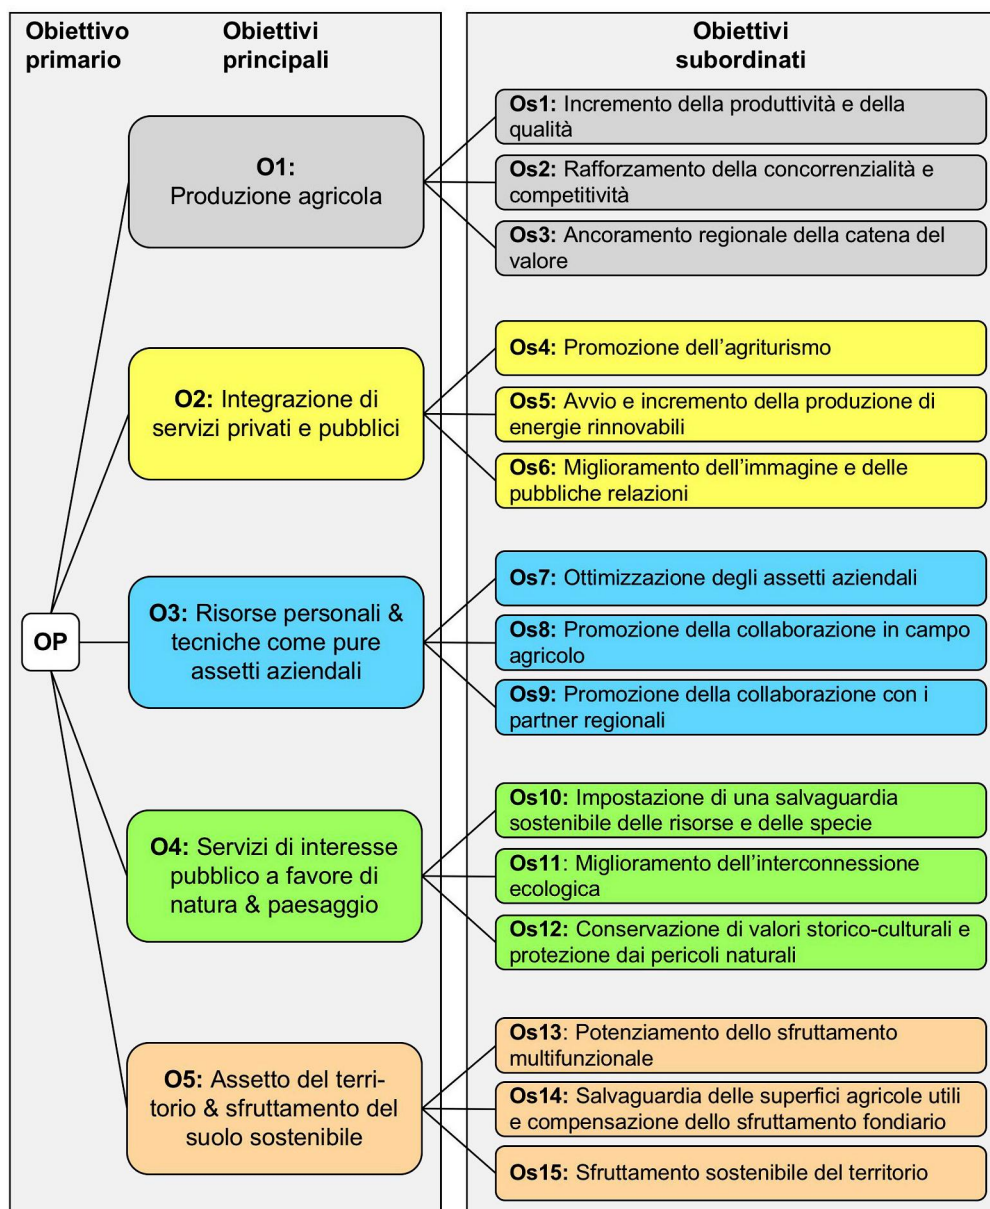 Obiettivo
primario
Obiettivi
principali
Obiettivi
subordinati
OP
O1:
Produzione agricola
Os1: Incremento della produttività e della
qualità
Os2: Rafforzamento della concorrenzialità e
competitività
Os3: Ancoramento regionale della catena del
valore
O2: Integrazione di
servizi privati e pubblici
Os4: Promozione dell’agriturismo
Os5: Avvio e incremento della produzione di
energie rinnovabili
Os6: Miglioramento dell’immagine e delle
pubbliche relazioni
O3: Risorse personali &
tecniche come pure
assetti aziendali
Os7: Ottimizzazione degli assetti aziendali
Os8: Promozione della collaborazione in campo
agricolo
Os9: Promozione della collaborazione con i
partner regionali
O4: Servizi di interesse
pubblico a favore di
natura & paesaggio
Os10: Impostazione di una salvaguardia
sostenibile delle risorse e delle specie
Os11: Miglioramento dell’interconnessione
ecologica
Os12: Conservazione di valori storico-culturali e
protezione dai pericoli naturali
O5: Assetto del terri-
torio & sfruttamento del
suolo sostenibile
Os13: Potenziamento dello sfruttamento
multifunzionale
Os14: Salvaguardia delle superfici agricole utili
e compensazione dello sfruttamento fondiario
Os15: Sfruttamento sostenibile del territorio